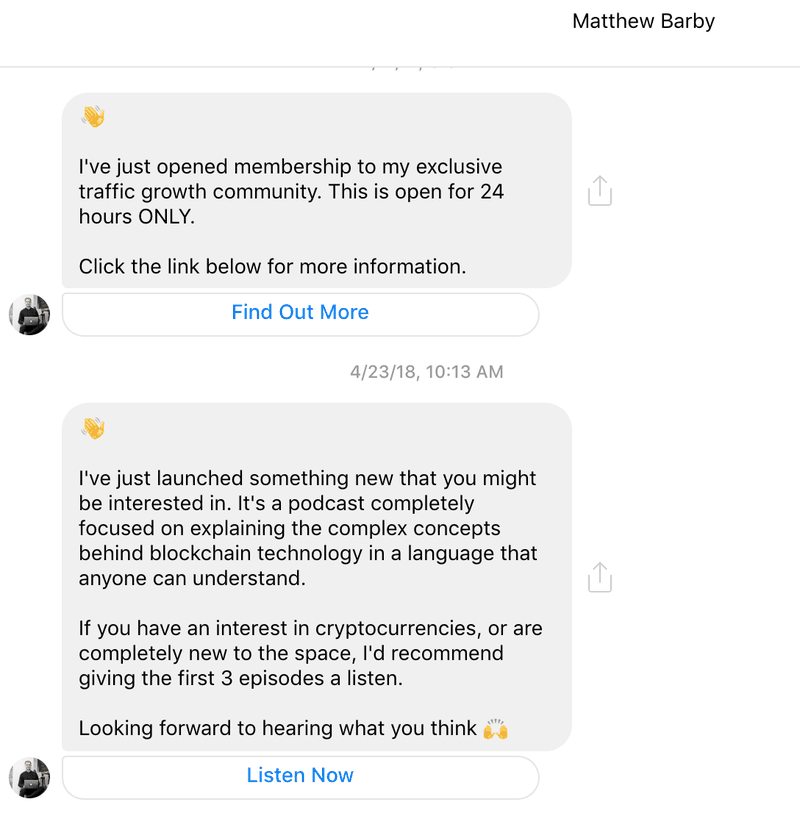 Matthew Barby
👋
I've just opened membership to my exclusive
traffic growth community. This is open for 24
hours ONLY.
Click the link below for more information.
Find Out More
4/23/18, 10:13 AM
👋
I've just launched something new that you might
be interested in. It's a podcast completely
focused on explaining the complex concepts
behind blockchain technology in a language that
anyone can understand.
If you have an interest in cryptocurrencies, or are
completely new to the space, I'd recommend
giving the first 3 episodes a listen.
Looking forward to hearing what you think 🙌
Listen Now